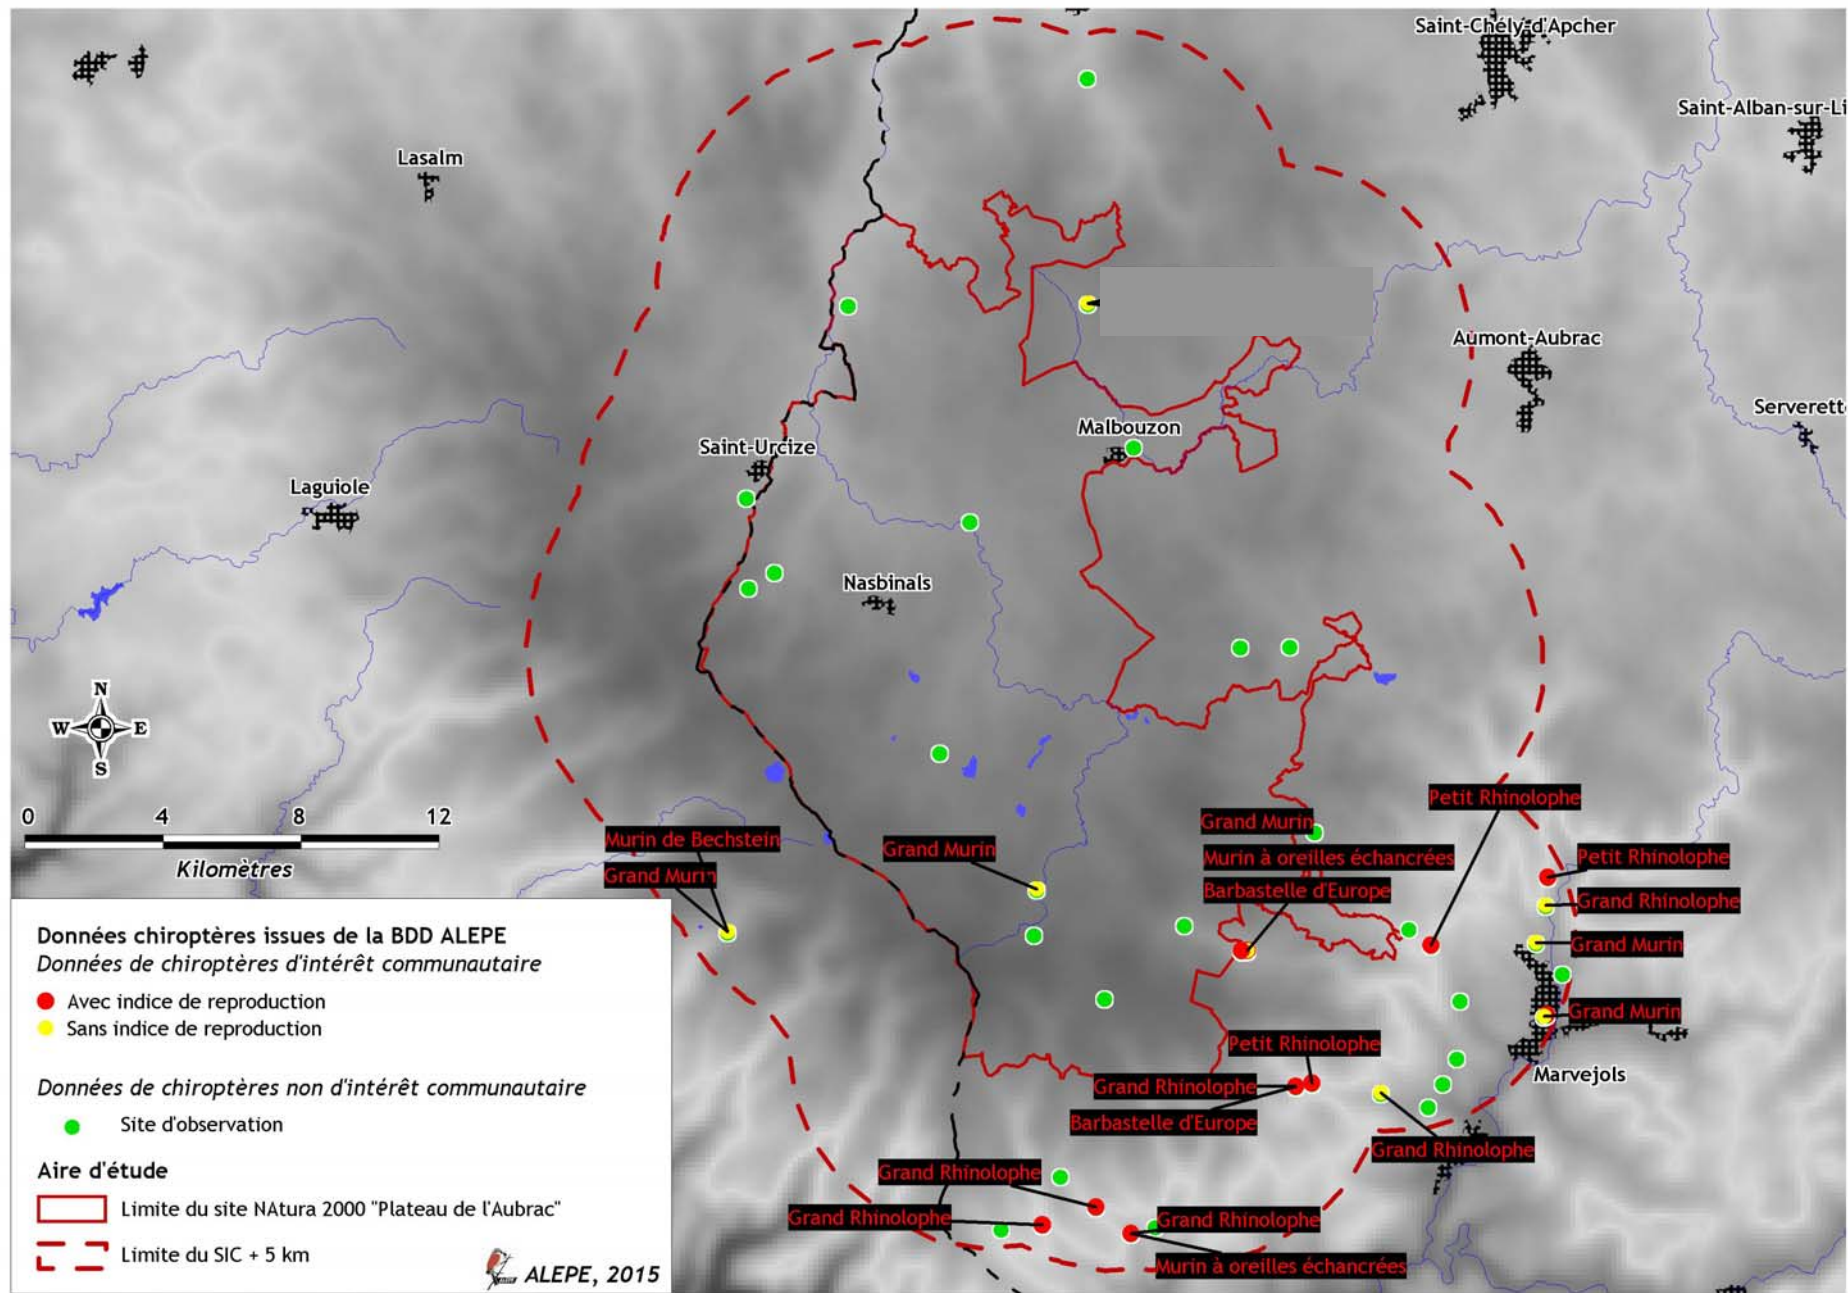 Saint-Chély-d'Apcher
Saint-Alban-sur-Li
Lasalm
Aumont-Aubrac
Serverett
Malbouzon
Saint-Urcize
Laguiole
Nasbinals
N
W E
S
0 4 8 12
Kilomètres
Petit Rhinolophe
Grand Murin
Murin de Bechstein
Grand Murin
Murin à oreilles échancrées
Petit Rhinolophe
Grand Murin
Barbastelle d'Europe
Grand Rhinolophe
Grand Murin
Grand Murin
Petit Rhinolophe
Marvejols
Grand Rhinolophe
Barbastelle d'Europe
Grand Rhinolophe
Grand Rhinolophe
Grand Rhinolophe
Grand Rhinolophe
Murin à oreilles échancrées
Données chiroptères issues de la BDD ALEPE
Données de chiroptères d'intérêt communautaire
Avec indice de reproduction
Sans indice de reproduction
Données de chiroptères non d'intérêt communautaire
Site d'observation
Aire d'étude
Limite du site NAtura 2000 "Plateau de l'Aubrac"
Limite du SIC + 5 km
ALEPE, 2015